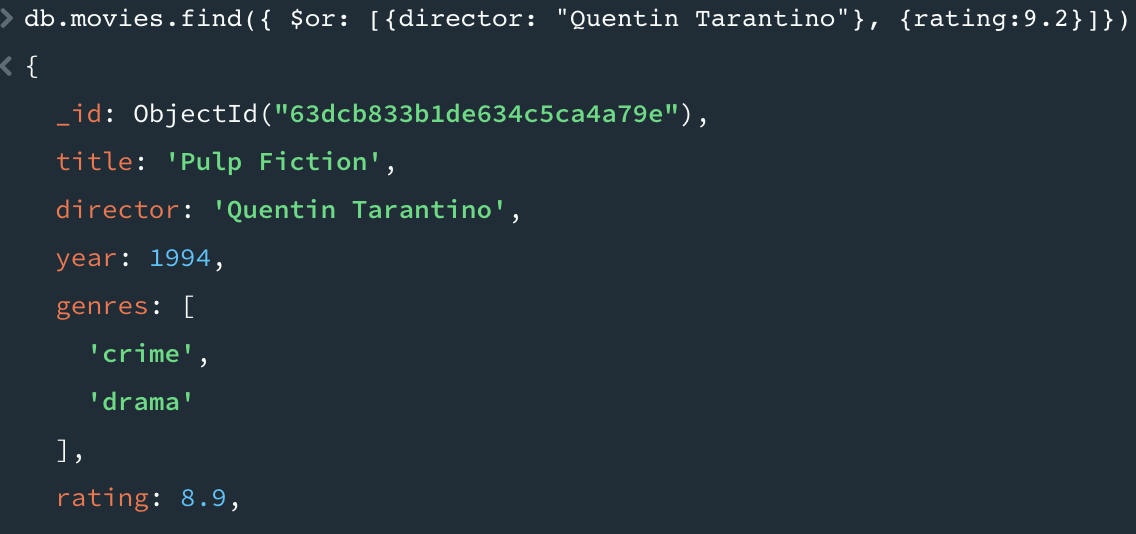 > db.movies.find({ $or: [{director: "Quentin Tarantino"}, {rating:9.2}]})
< {
_id: ObjectId("63dcb833b1de634c5ca4a79e"),
title: 'Pulp Fiction',
director: 'Quentin Tarantino',
year: 1994,
genres: [
'crime',
'drama'
],
rating: 8.9,